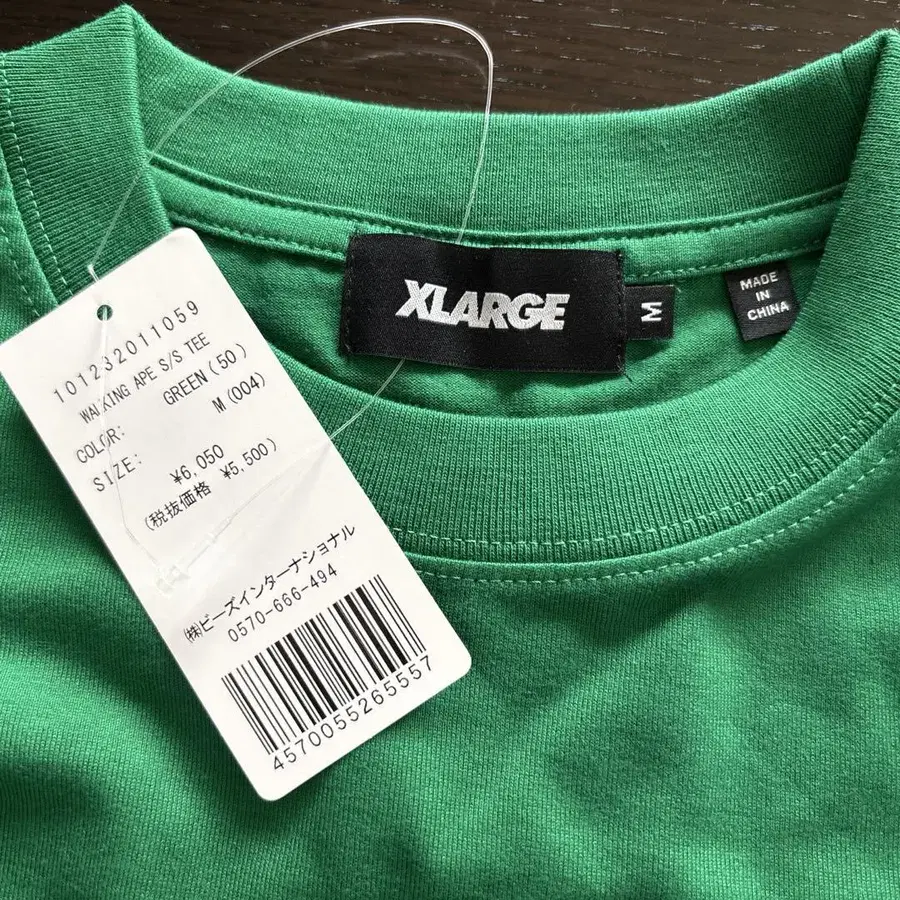 XLARGE
M
MADE
IN
CHINA
101232011059
WALKING APE S/S TEE
COLOR: GREEN(50)
SIZE: M(004)
¥6,050
(税抜価格 ¥5,500)
㈱ビーズインターナショナル
0570-666-494
4570055265557